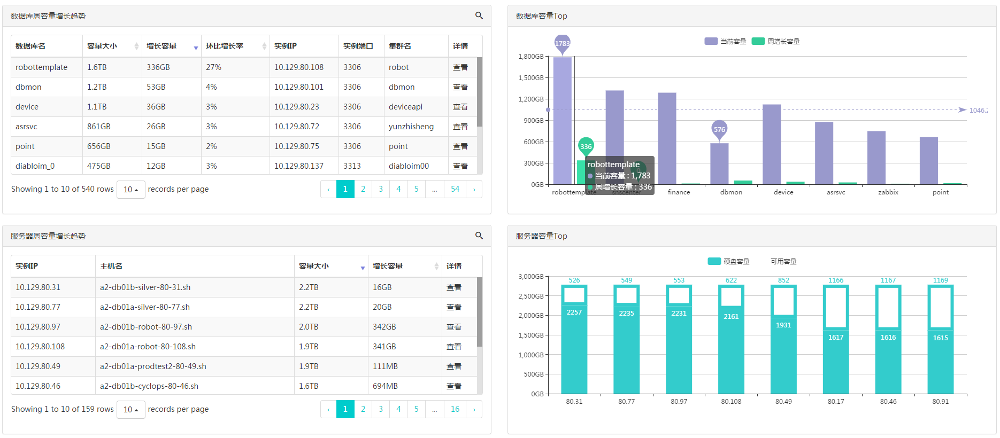 数据库周容量增长趋势
数据库名 容量大小 增长容量 环比增长率 实例IP 实例端口 集群名 详情
robottemplate 1.6TB 336GB 27% 10.129.80.108 3306 robot 查看
dbmon 1.2TB 53GB 4% 10.129.80.101 3306 dbmon 查看
device 1.1TB 36GB 3% 10.129.80.23 3306 deviceapi 查看
asrsvc 861GB 26GB 3% 10.129.80.72 3306 yunzhisheng 查看
point 656GB 15GB 2% 10.129.80.75 3306 point 查看
diabloim_0 475GB 12GB 3% 10.129.80.137 3313 diabloim00 查看
Showing 1 to 10 of 540 rows 10 records per page ‹ 1 2 3 4 5 ... 54 ›
数据库容量Top
当前容量 周增长容量
1783
1,800GB
1,500GB
1,200GB
1046.2
900GB
576
600GB
336
300GB
0
0GB
robottemplate
当前容量 : 1,783
周增长容量 : 336
robottemplate snscenter finance dbmon device asrsvc zabbix point
服务器周容量增长趋势
实例IP 主机名 容量大小 增长容量 详情
10.129.80.31 a2-db01b-silver-80-31.sh 2.2TB 16GB 查看
10.129.80.77 a2-db01a-silver-80-77.sh 2.2TB 20GB 查看
10.129.80.97 a2-db01b-robot-80-97.sh 2.0TB 342GB 查看
10.129.80.108 a2-db01a-robot-80-108.sh 1.9TB 341GB 查看
10.129.80.49 a2-db01a-prodtest2-80-49.sh 1.9TB 111MB 查看
10.129.80.46 a2-db01b-cyclops-80-46.sh 1.6TB 694MB 查看
Showing 1 to 10 of 159 rows 10 records per page ‹ 1 2 3 4 5 ... 16 ›
服务器容量Top
硬盘容量 可用容量
3,000GB
526 549 553 622 852 1166 1167 1169
2,500GB
2257 2235 2231 2161 1931 1617 1616 1615
2,000GB
1,500GB
1,000GB
500GB
0GB
80.31 80.77 80.97 80.108 80.49 80.17 80.46 80.91